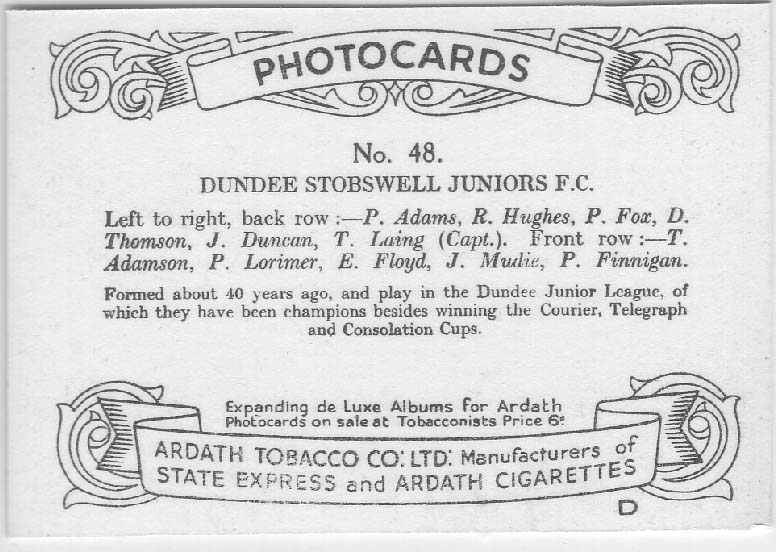 PHOTOCARDS
No. 48.
DUNDEE STOBSWELL JUNIORS F.C.
Left to right, back row :—P. Adams, R. Hughes, P. Fox, D.
Thomson, J. Duncan, T. Laing (Capt.). Front row :—T.
Adamson, P. Lorimer, E. Floyd, J. Mudie, P. Finnigan.
Formed about 40 years ago, and play in the Dundee Junior League, of
which they have been champions besides winning the Courier, Telegraph
and Consolation Cups.
Expanding de Luxe Albums for Ardath
Photocards on sale at Tobacconists Price 6ᵈ
ARDATH TOBACCO CO: LTD: Manufacturers of
STATE EXPRESS and ARDATH CIGARETTES
D